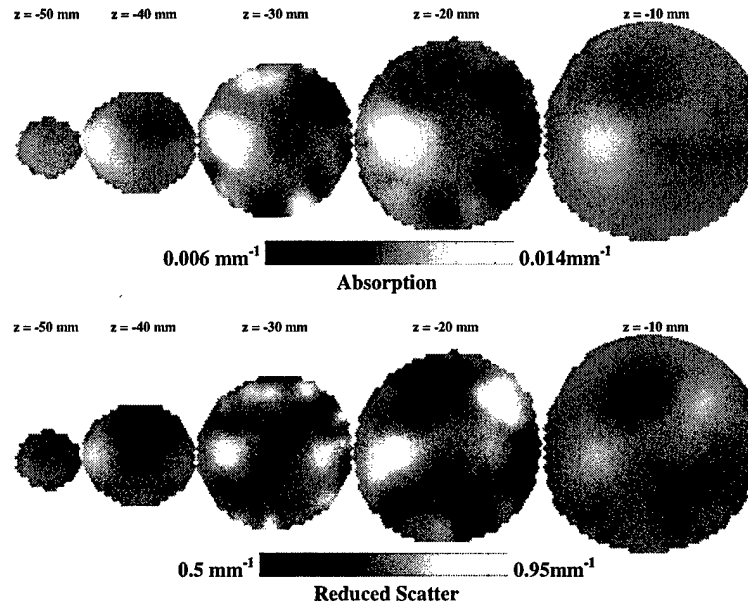 z = -50 mm z = -40 mm z = -30 mm z = -20 mm z = -10 mm
0.006 mm⁻¹ 0.014mm⁻¹
Absorption
z = -50 mm z = -40 mm z = -30 mm z = -20 mm z = -10 mm
0.5 mm⁻¹ 0.95mm⁻¹
Reduced Scatter